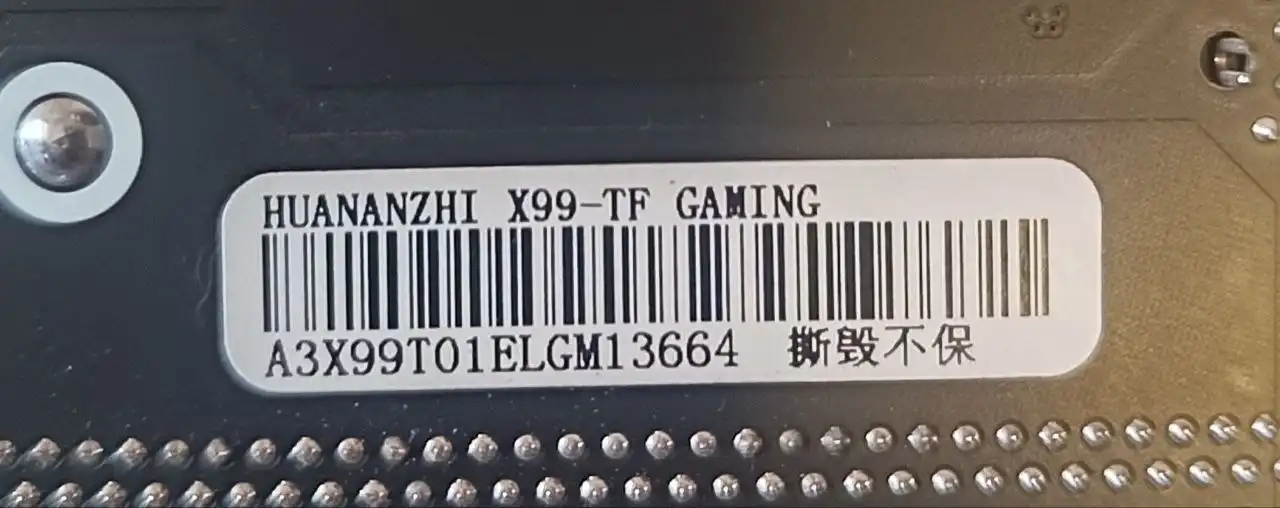 HUANANZHI X99-TF GAMING
A3X99T01ELGM13664 撕毁不保